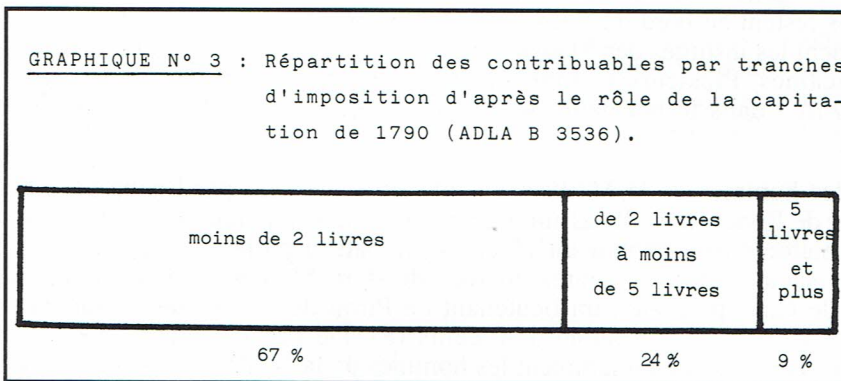 GRAPHIQUE N° 3 : Répartition des contribuables par tranches
d'imposition d'après le rôle de la capita-
tion de 1790 (ADLA B 3536).
moins de 2 livres
de 2 livres
à moins
de 5 livres
5
livres
et
plus
67 %
24 %
9 %